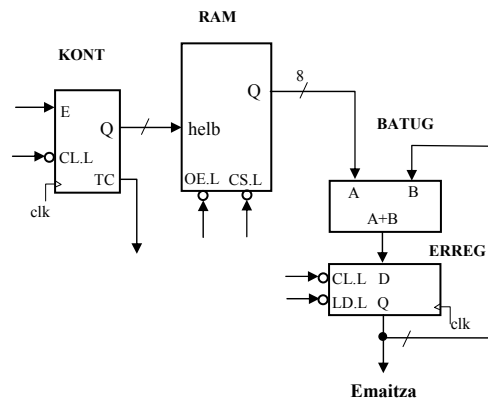 RAM
KONT
E
Q
CL.L
TC
clk
Q
helb
OE.L CS.L
8
BATUG
A B
A+B
ERREG
CL.L D
LD.L Q
clk
Emaitza